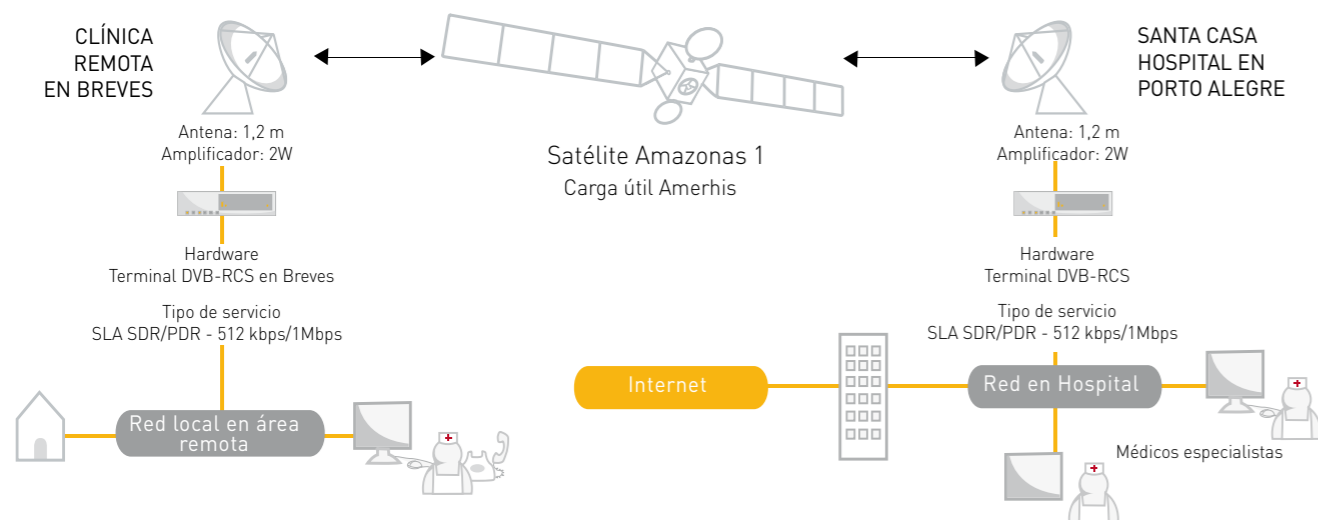 CLÍNICA
REMOTA
EN BREVES
Antena: 1,2 m
Amplificador: 2W
Hardware
Terminal DVB-RCS en Breves
Tipo de servicio
SLA SDR/PDR - 512 kbps/1Mbps
Red local en área
remota
Satélite Amazonas 1
Carga útil Amerhis
SANTA CASA
HOSPITAL EN
PORTO ALEGRE
Antena: 1,2 m
Amplificador: 2W
Hardware
Terminal DVB-RCS
Tipo de servicio
SLA SDR/PDR - 512 kbps/1Mbps
Internet
Red en Hospital
Médicos especialistas